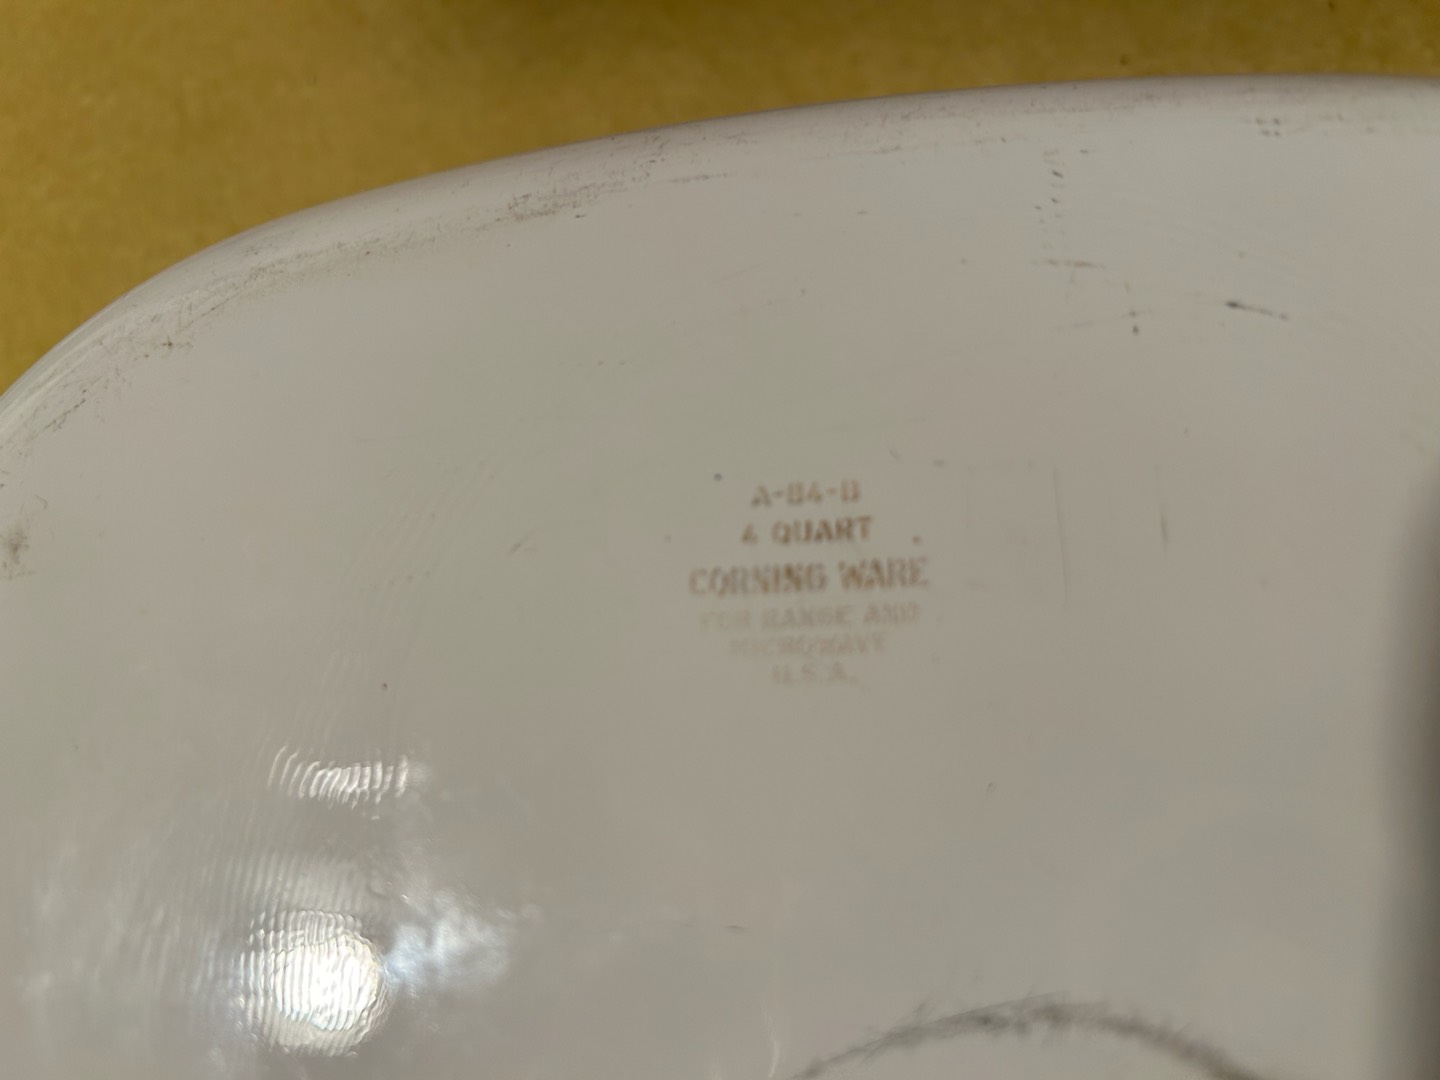 A-84-B
4 QUART
CORNING WARE
FOR RANGE AND
MICROWAVE
U.S.A.